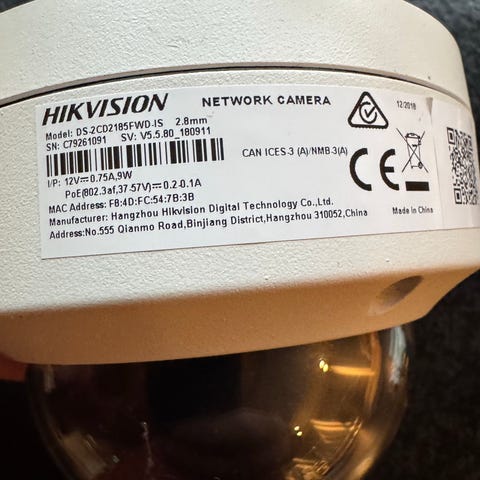 HIKVISION NETWORK CAMERA 12/2018
Model: DS-2CD2185FWD-IS 2.8mm
SN: C79261091 SV: V5.5.80_180911
CAN ICES-3 (A)/NMB-3(A)
CE
I/P: 12V⎓0.75A,9W
PoE(802.3af,37-57V)⎓0.2-0.1A
MAC Address: F8:4D:FC:54:7B:3B
Made in China
Manufacturer: Hangzhou Hikvision Digital Technology Co.,Ltd.
Address:No.555 Qianmo Road,Binjiang District,Hangzhou 310052,China